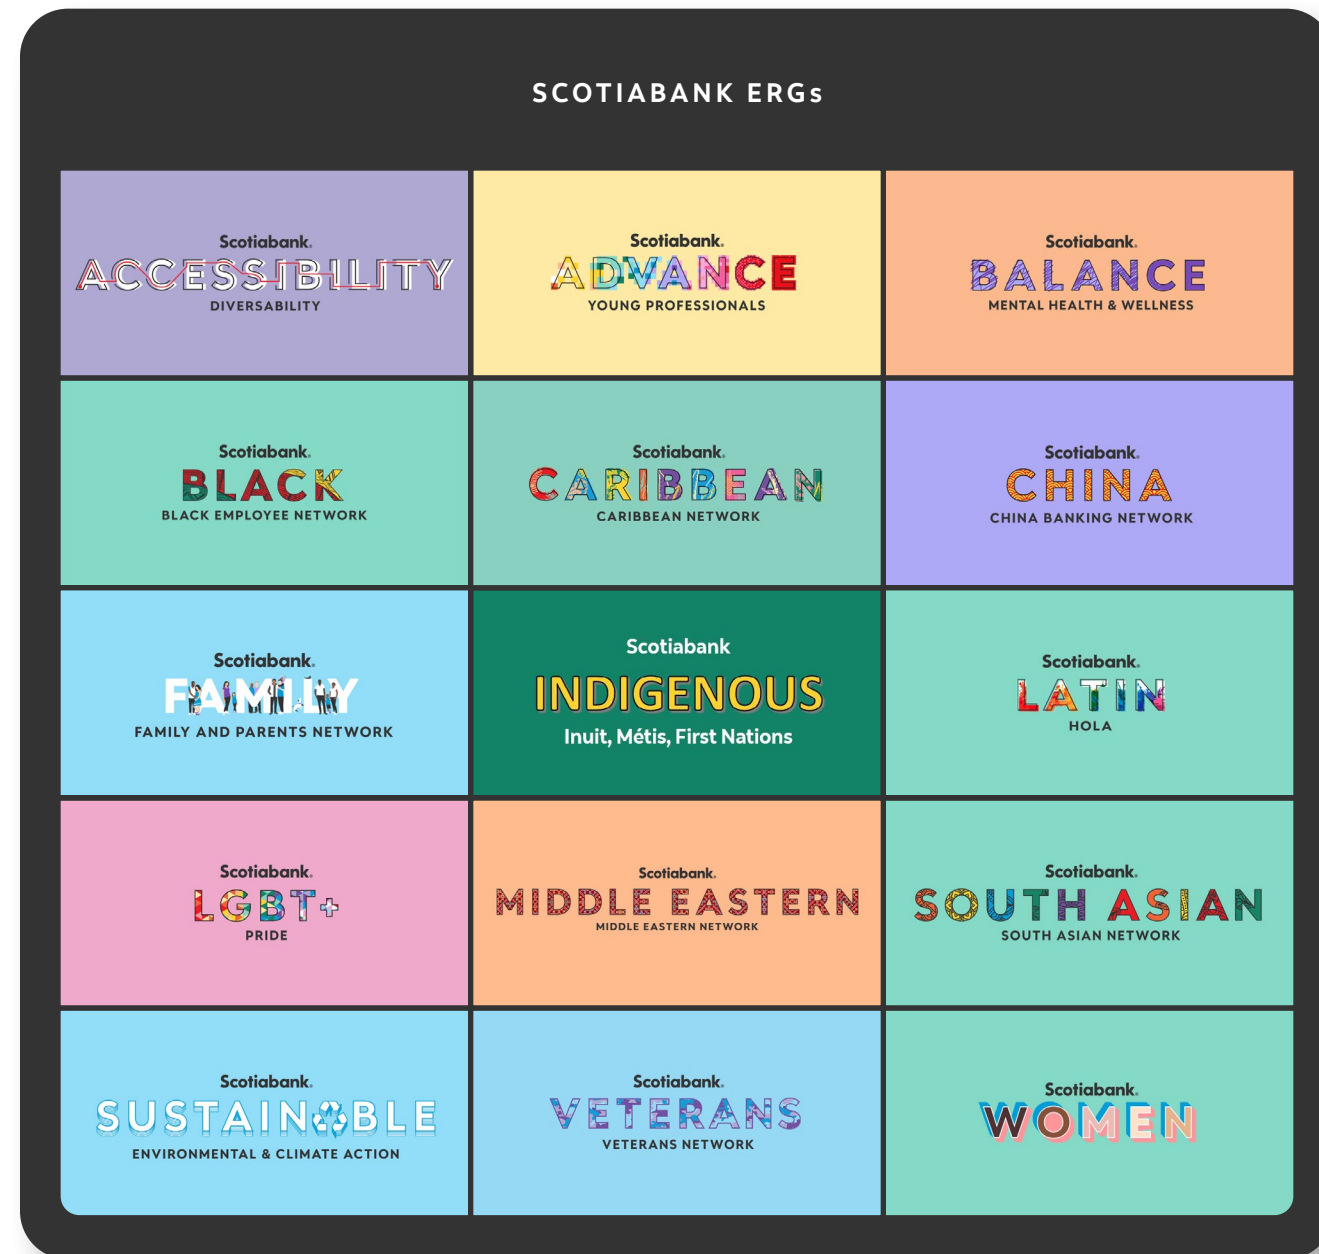 SCOTIABANK ERGs
Scotiabank.
ACCESSIBILITY
DIVERSABILITY
Scotiabank.
ADVANCE
YOUNG PROFESSIONALS
Scotiabank.
BALANCE
MENTAL HEALTH & WELLNESS
Scotiabank.
BLACK
BLACK EMPLOYEE NETWORK
Scotiabank.
CARIBBEAN
CARIBBEAN NETWORK
Scotiabank.
CHINA
CHINA BANKING NETWORK
Scotiabank.
FAMILY
FAMILY AND PARENTS NETWORK
Scotiabank
INDIGENOUS
Inuit, Métis, First Nations
Scotiabank.
LATIN
HOLA
Scotiabank.
LGBT+
PRIDE
Scotiabank.
MIDDLE EASTERN
MIDDLE EASTERN NETWORK
Scotiabank.
SOUTH ASIAN
SOUTH ASIAN NETWORK
Scotiabank.
SUSTAINABLE
ENVIRONMENTAL & CLIMATE ACTION
Scotiabank.
VETERANS
VETERANS NETWORK
Scotiabank.
WOMEN